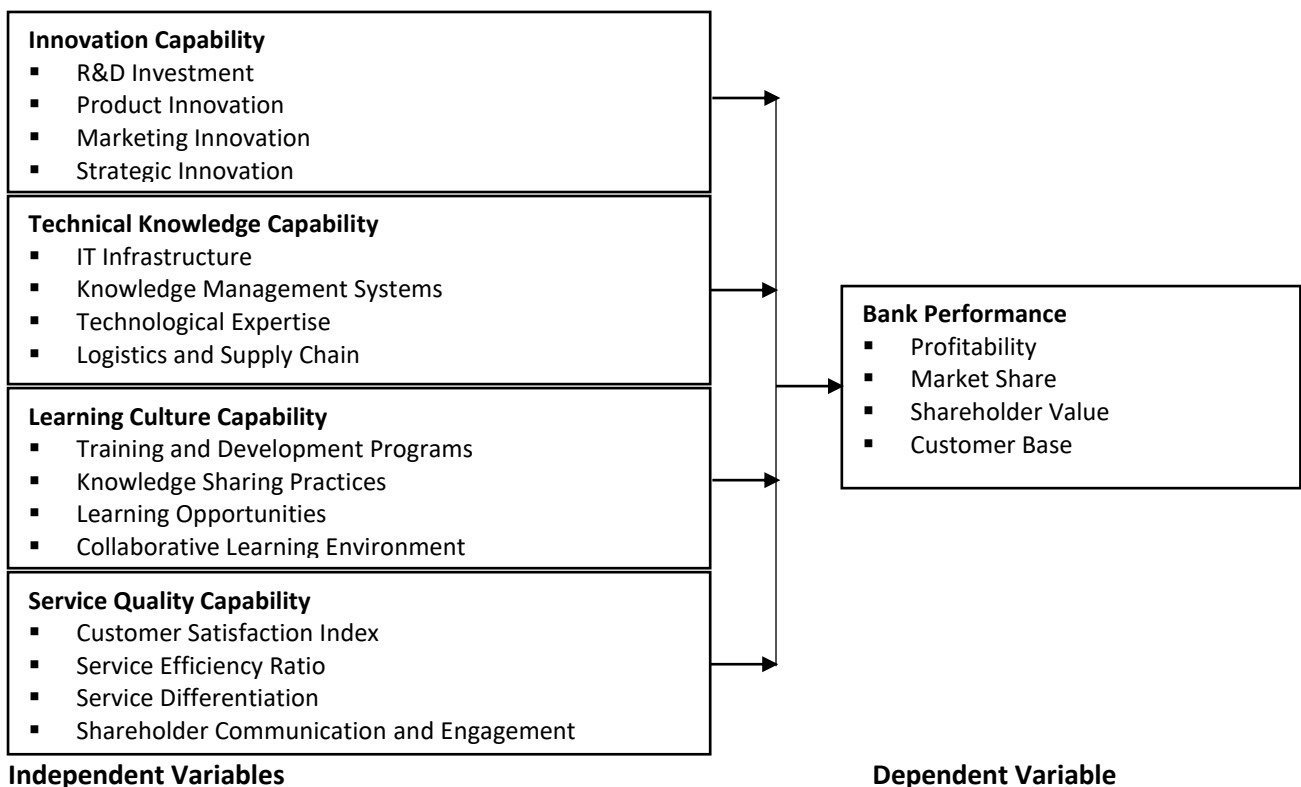 Innovation Capability
▪ R&D Investment
▪ Product Innovation
▪ Marketing Innovation
▪ Strategic Innovation
Technical Knowledge Capability
▪ IT Infrastructure
▪ Knowledge Management Systems
▪ Technological Expertise
▪ Logistics and Supply Chain
Learning Culture Capability
▪ Training and Development Programs
▪ Knowledge Sharing Practices
▪ Learning Opportunities
▪ Collaborative Learning Environment
Service Quality Capability
▪ Customer Satisfaction Index
▪ Service Efficiency Ratio
▪ Service Differentiation
▪ Shareholder Communication and Engagement
Independent Variables
Bank Performance
▪ Profitability
▪ Market Share
▪ Shareholder Value
▪ Customer Base
Dependent Variable